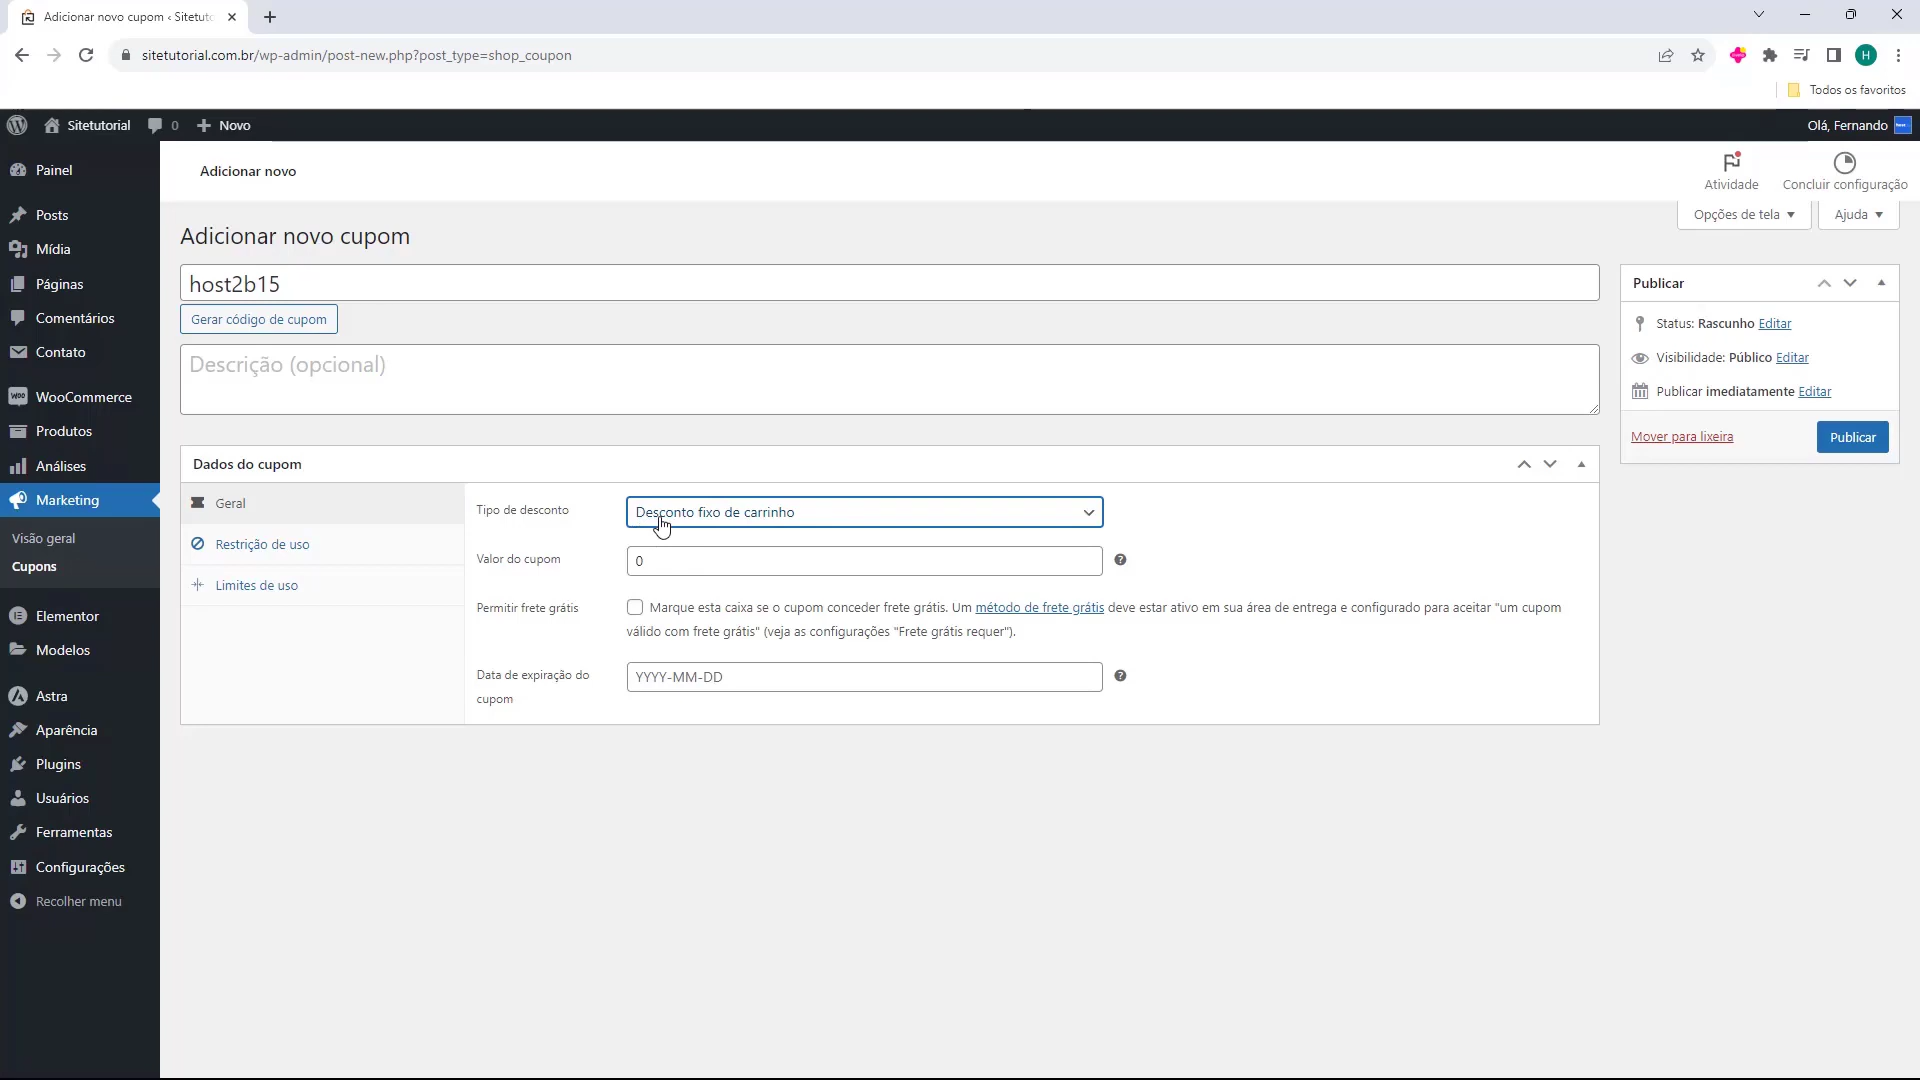 Adicionar novo cupom ‹ Sitetuto
sitetutorial.com.br/wp-admin/post-new.php?post_type=shop_coupon
H
Todos os favoritos
Sitetutorial 0 Novo
Olá, Fernando
Painel
Posts
Mídia
Páginas
Comentários
Contato
WooCommerce
Produtos
Análises
Marketing
Visão geral
Cupons
Elementor
Modelos
Astra
Aparência
Plugins
Usuários
Ferramentas
Configurações
Recolher menu
Adicionar novo
Atividade
Concluir configuração
Opções de tela
Ajuda
Adicionar novo cupom
host2b15
Gerar código de cupom
Descrição (opcional)
Dados do cupom
Geral
Restrição de uso
Limites de uso
Tipo de desconto
Desconto fixo de carrinho
Valor do cupom
0
Permitir frete grátis
Marque esta caixa se o cupom conceder frete grátis. Um método de frete grátis deve estar ativo em sua área de entrega e configurado para aceitar "um cupom
válido com frete grátis" (veja as configurações "Frete grátis requer").
Data de expiração do
cupom
YYYY-MM-DD
Publicar
Status: Rascunho Editar
Visibilidade: Público Editar
Publicar imediatamente Editar
Mover para lixeira
Publicar